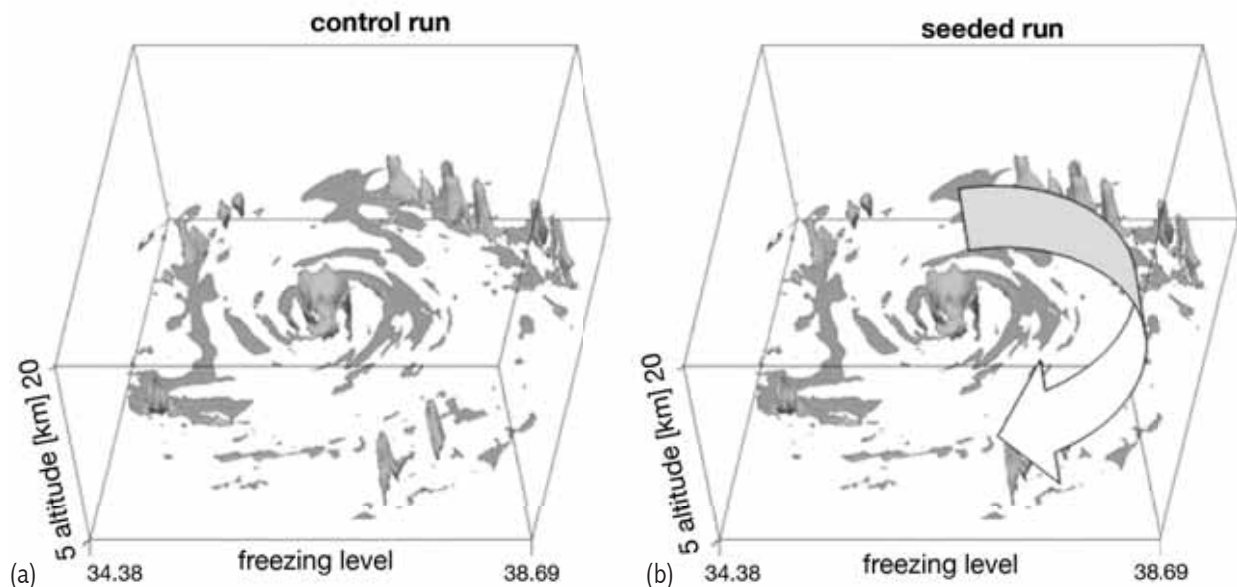 control run
5 altitude [km] 20
freezing level
34.38
38.69
(a)
seeded run
5 altitude [km] 20
freezing level
34.38
38.69
(b)